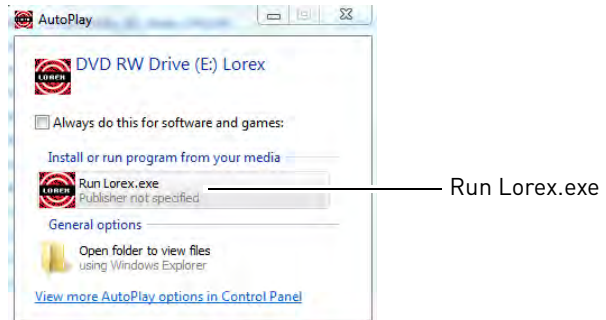 AutoPlay
DVD RW Drive (E:) Lorex
LOREX
Always do this for software and games:
Install or run program from your media
LOREX
Run Lorex.exe
Publisher not specified
Run Lorex.exe
General options
Open folder to view files
using Windows Explorer
View more AutoPlay options in Control Panel